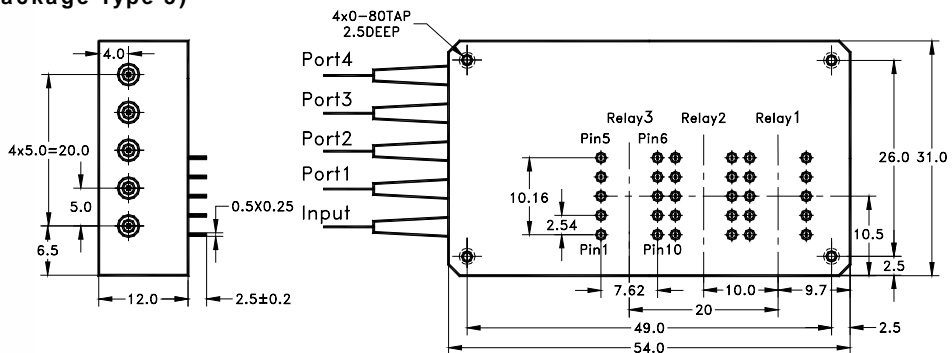 ackage Type 3)
4x0-80TAP
2.5DEEP
4.0
Port4
Port3
Port2
Port1
Input
4x5.0=20.0
5.0
6.5
0.5X0.25
12.0
2.5±0.2
Relay3 Relay2 Relay1
Pin5 Pin6
10.16
2.54
Pin1 Pin10
26.0
31.0
10.5
2.5
7.62
10.0
9.7
20
49.0
2.5
54.0